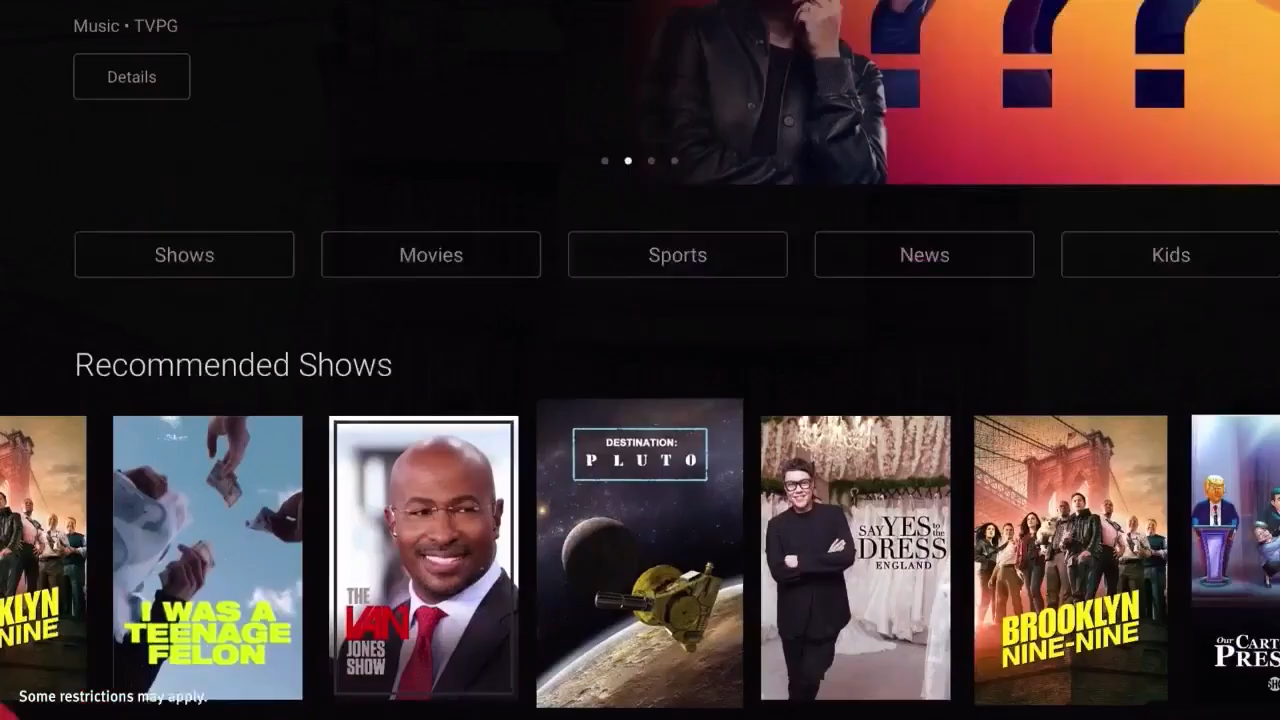 Music • TVPG
Details
???
Shows
Movies
Sports
News
Kids
Recommended Shows
KLYN
NINE
I WAS A
TEENAGE
FELON
THE
VAN
JONES
SHOW
DESTINATION:
PLUTO
SAY YES to the
DRESS
ENGLAND
BROOKLYN
NINE-NINE
Our CART
PRES
Some restrictions may apply.